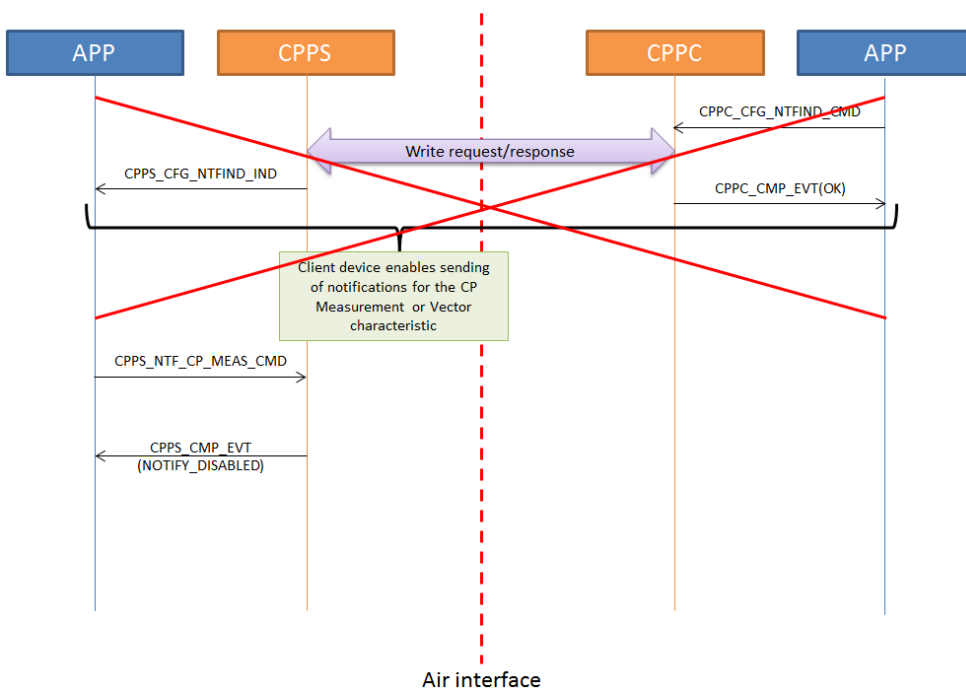 APP
CPPS
CPPC
APP
CPPC_CFG_NTFIND_CMD
Write request/response
CPPS_CFG_NTFIND_IND
CPPC_CMP_EVT(OK)
Client device enables sending
of notifications for the CP
Measurement or Vector
characteristic
CPPS_NTF_CP_MEAS_CMD
CPPS_CMP_EVT
(NOTIFY_DISABLED)
Air interface